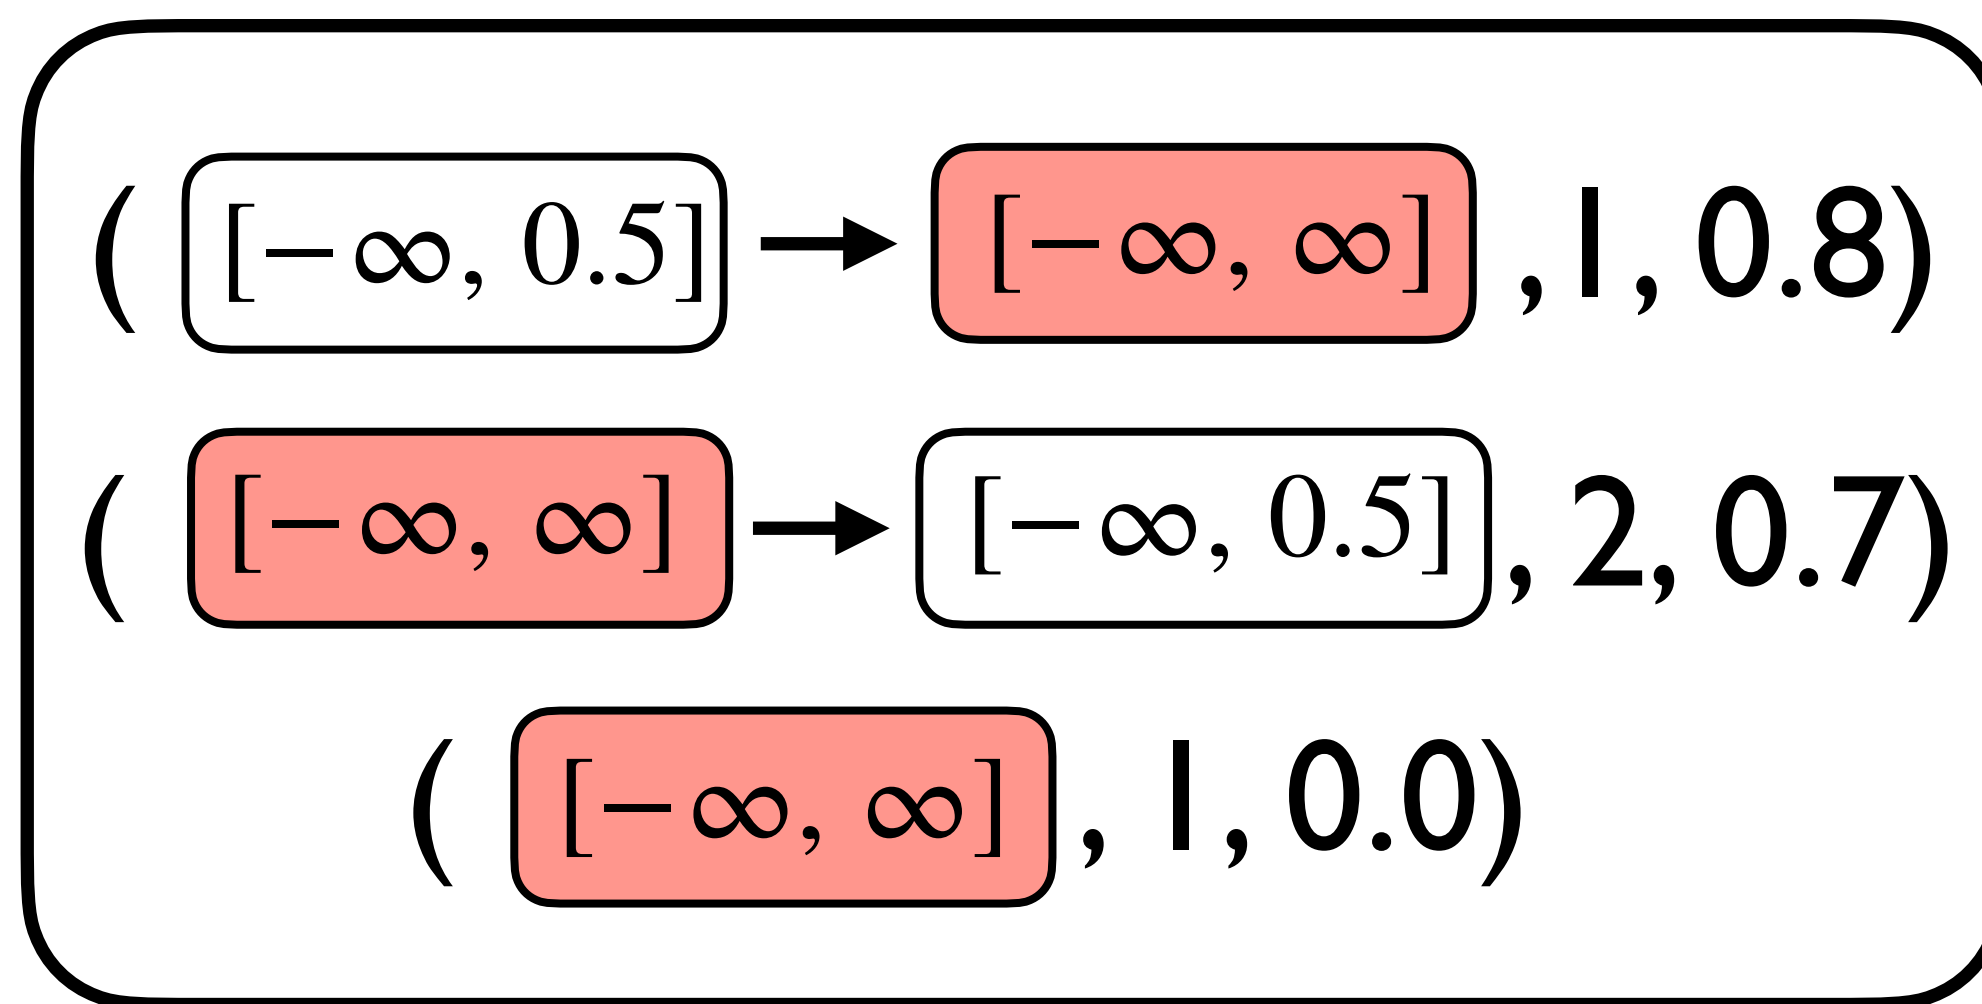 ( [−∞, 0.5] → [−∞, ∞] , 1, 0.8)
( [−∞, ∞] → [−∞, 0.5] , 2, 0.7)
( [−∞, ∞] , 1, 0.0)